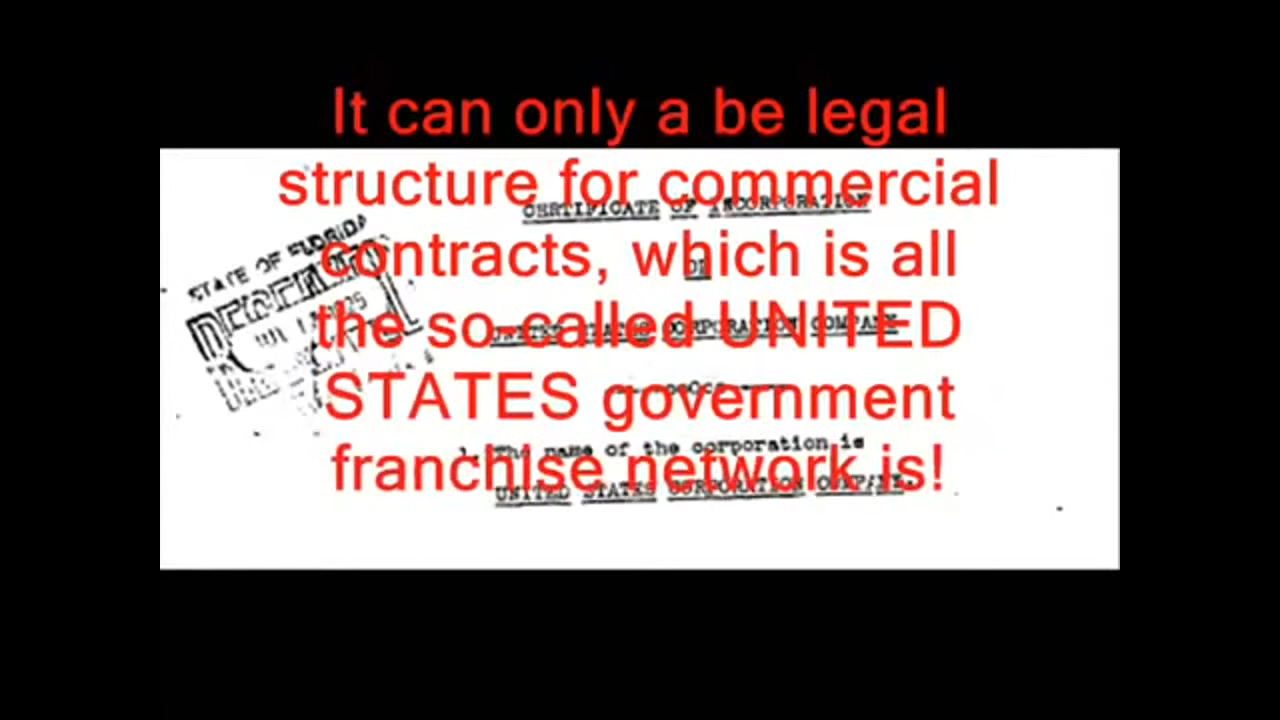 It can only a be legal
structure for commercial
CERTIFICATE OF INCORPORATION
STATE OF FLORIDA
contracts, which is all
OF
the so-called UNITED
UNITED STATES CORPORATION COMPANY
STATES government
1. The name of the corporation is
franchise network is!
UNITED STATES CORPORATION COMPANY.